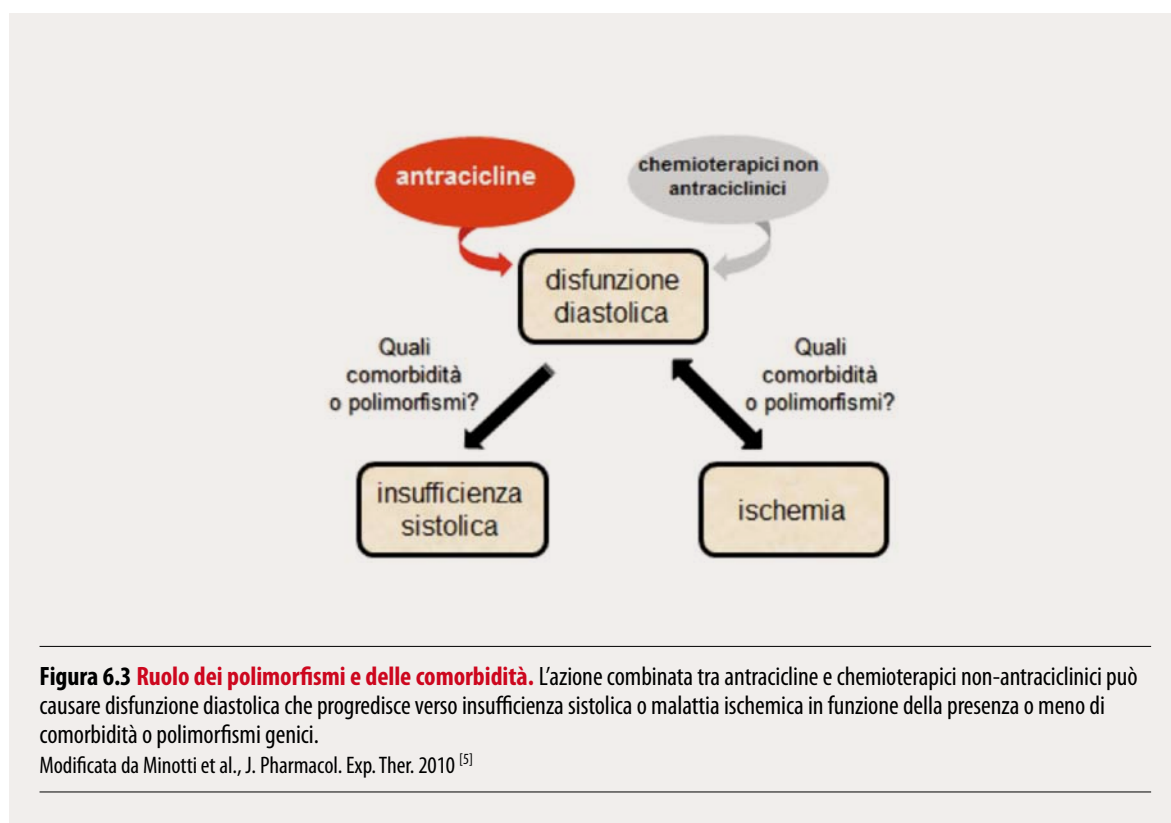 antracicline
chemioterapici non
antraciclinici
disfunzione
diastolica
Quali
comorbidità
o polimorfismi?
Quali
comorbidità
o polimorfismi?
insufficienza
sistolica
ischemia
Figura 6.3 Ruolo dei polimorfismi e delle comorbidità. L’azione combinata tra antracicline e chemioterapici non-antraciclinici può
causare disfunzione diastolica che progredisce verso insufficienza sistolica o malattia ischemica in funzione della presenza o meno di
comorbidità o polimorfismi genici.
Modificata da Minotti et al., J. Pharmacol. Exp. Ther. 2010 [5]